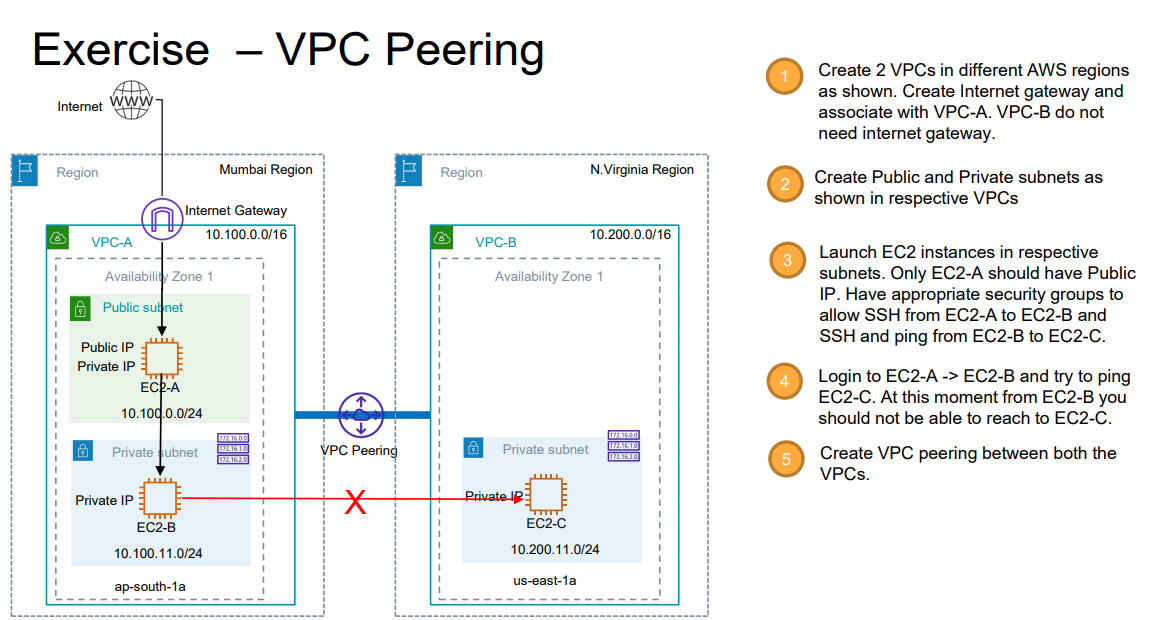 Exercise – VPC Peering
Internet
WWW
Region
Mumbai Region
Internet Gateway
VPC-A
10.100.0.0/16
Availability Zone 1
Public subnet
Public IP
Private IP
EC2-A
10.100.0.0/24
Private subnet
172.16.0.0
172.16.1.0
172.16.2.0
Private IP
EC2-B
10.100.11.0/24
ap-south-1a
VPC Peering
X
Region
N.Virginia Region
VPC-B
10.200.0.0/16
Availability Zone 1
Private subnet
172.16.0.0
172.16.1.0
172.16.2.0
Private IP
EC2-C
10.200.11.0/24
us-east-1a
1
Create 2 VPCs in different AWS regions
as shown. Create Internet gateway and
associate with VPC-A. VPC-B do not
need internet gateway.
2
Create Public and Private subnets as
shown in respective VPCs
3
Launch EC2 instances in respective
subnets. Only EC2-A should have Public
IP. Have appropriate security groups to
allow SSH from EC2-A to EC2-B and
SSH and ping from EC2-B to EC2-C.
4
Login to EC2-A -> EC2-B and try to ping
EC2-C. At this moment from EC2-B you
should not be able to reach to EC2-C.
5
Create VPC peering between both the
VPCs.